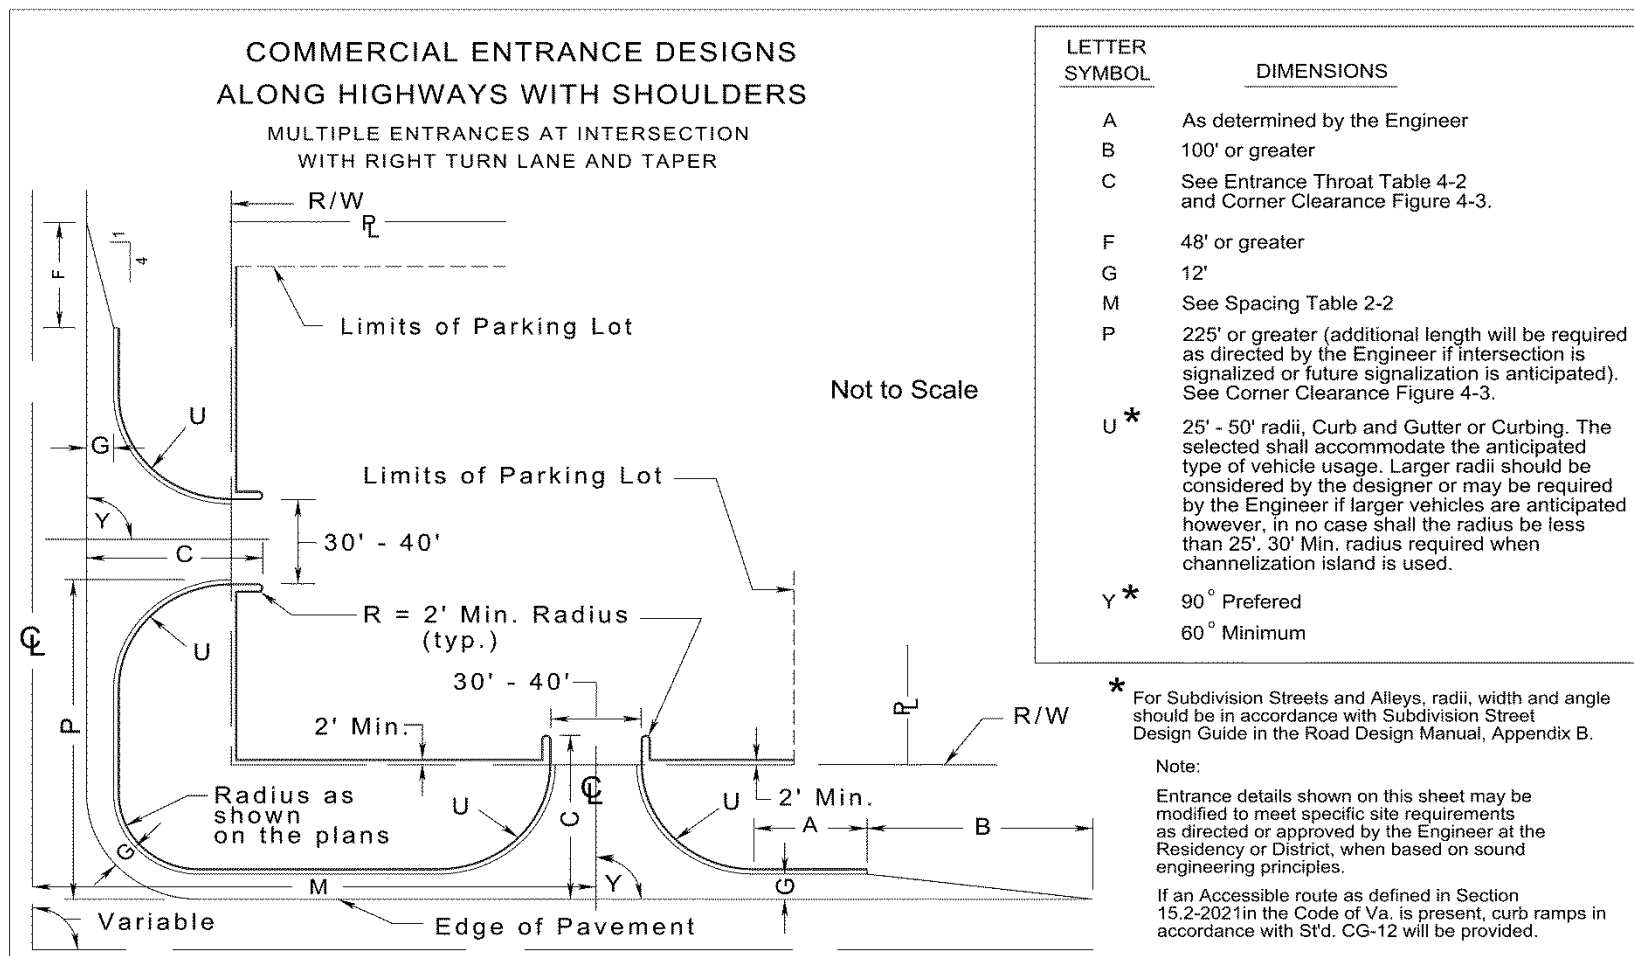 COMMERCIAL ENTRANCE DESIGNS
ALONG HIGHWAYS WITH SHOULDERS
MULTIPLE ENTRANCES AT INTERSECTION
WITH RIGHT TURN LANE AND TAPER
R/W
PL
F
1
4
Limits of Parking Lot
Not to Scale
U
G
Limits of Parking Lot
Y
30' - 40'
C
R = 2' Min. Radius
(typ.)
U
CL
30' - 40'
P
2' Min.
PL
R/W
CL
Radius as
shown
on the plans
U
C
U
2' Min.
A
B
G
M
Y
G
Variable
Edge of Pavement
LETTER
SYMBOL
DIMENSIONS
A As determined by the Engineer
B 100' or greater
C See Entrance Throat Table 4-2
and Corner Clearance Figure 4-3.
F 48' or greater
G 12'
M See Spacing Table 2-2
P 225' or greater (additional length will be required
as directed by the Engineer if intersection is
signalized or future signalization is anticipated).
See Corner Clearance Figure 4-3.
U * 25' - 50' radii, Curb and Gutter or Curbing. The
selected shall accommodate the anticipated
type of vehicle usage. Larger radii should be
considered by the designer or may be required
by the Engineer if larger vehicles are anticipated
however, in no case shall the radius be less
than 25'. 30' Min. radius required when
channelization island is used.
Y * 90° Prefered
60° Minimum
* For Subdivision Streets and Alleys, radii, width and angle
should be in accordance with Subdivision Street
Design Guide in the Road Design Manual, Appendix B.
Note:
Entrance details shown on this sheet may be
modified to meet specific site requirements
as directed or approved by the Engineer at the
Residency or District, when based on sound
engineering principles.
If an Accessible route as defined in Section
15.2-2021in the Code of Va. is present, curb ramps in
accordance with St'd. CG-12 will be provided.